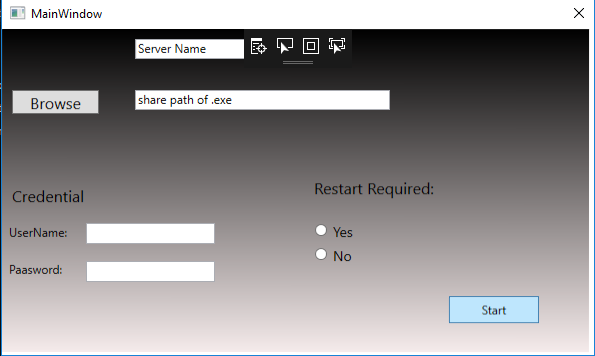 MainWindow
Server Name
Browse
share path of .exe
Credential
Restart Required:
UserName:
Yes
No
Paasword:
Start